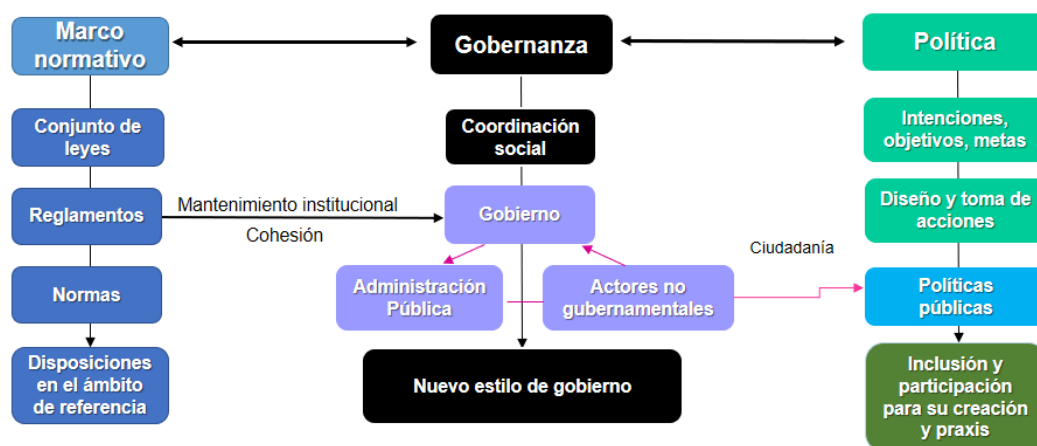 Marco
normativo
Gobernanza
Política
Conjunto de
leyes
Coordinación
social
Intenciones,
objetivos, metas
Reglamentos
Mantenimiento institucional
Cohesión
Gobierno
Diseño y toma de
acciones
Ciudadanía
Normas
Administración
Pública
Actores no
gubernamentales
Políticas
públicas
Disposiciones
en el ámbito
de referencia
Nuevo estilo de gobierno
Inclusión y
participación
para su creación
y praxis